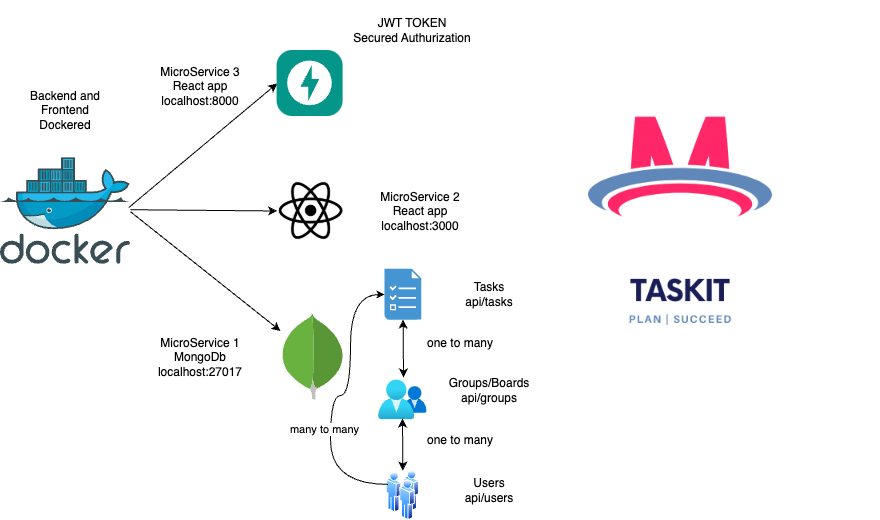 JWT TOKEN
Secured Authurization
MicroService 3
React app
localhost:8000
Backend and
Frontend
Dockered
docker
MicroService 2
React app
localhost:3000
Tasks
api/tasks
TASKIT
PLAN | SUCCEED
MicroService 1
MongoDb
localhost:27017
one to many
Groups/Boards
api/groups
many to many
one to many
Users
api/users